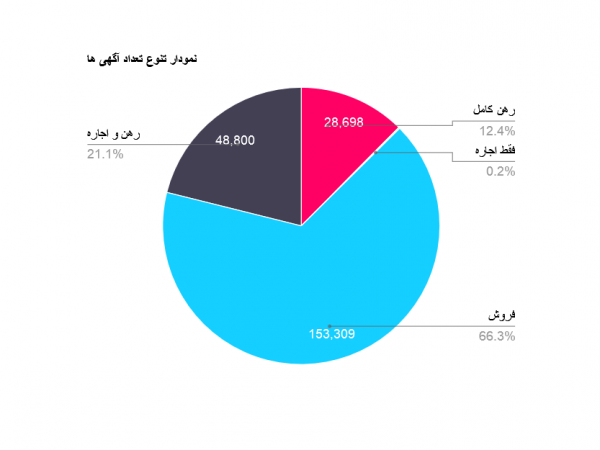 نمودار تنوع تعداد آگهی ها
رهن کامل
12.4%
28,698
فقط اجاره
0.2%
رهن و اجاره
21.1%
48,800
فروش
66.3%
153,309